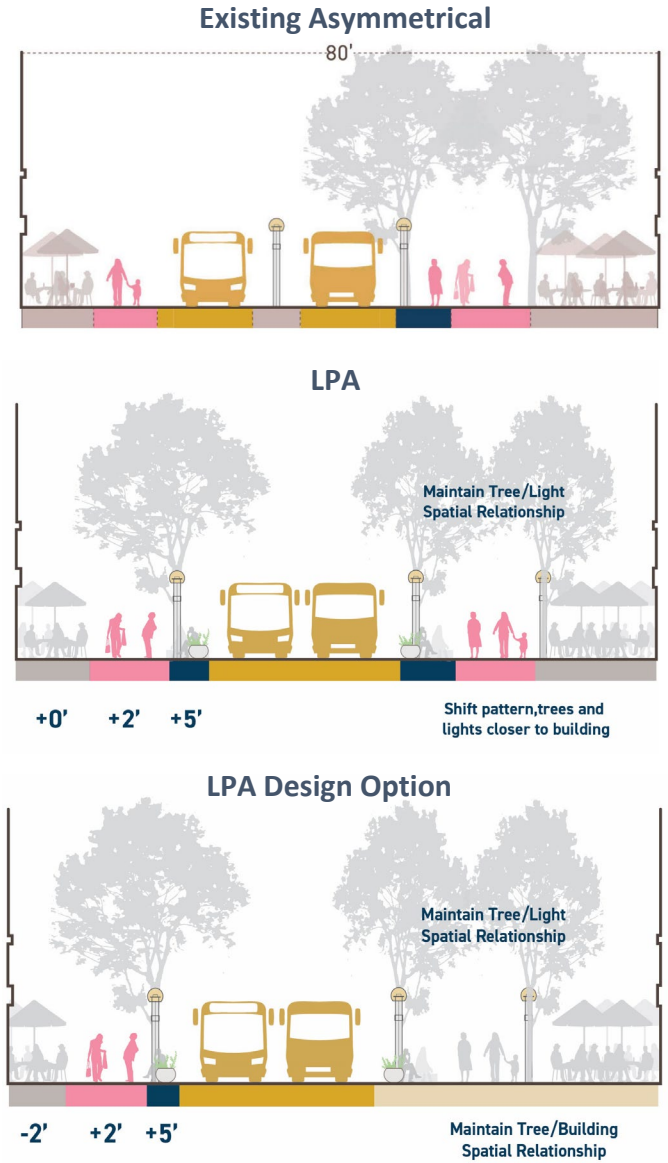 Existing Asymmetrical
80’
LPA
Maintain Tree/Light
Spatial Relationship
+0’ +2’ +5’
Shift pattern,trees and
lights closer to building
LPA Design Option
Maintain Tree/Light
Spatial Relationship
-2’ +2’ +5’
Maintain Tree/Building
Spatial Relationship